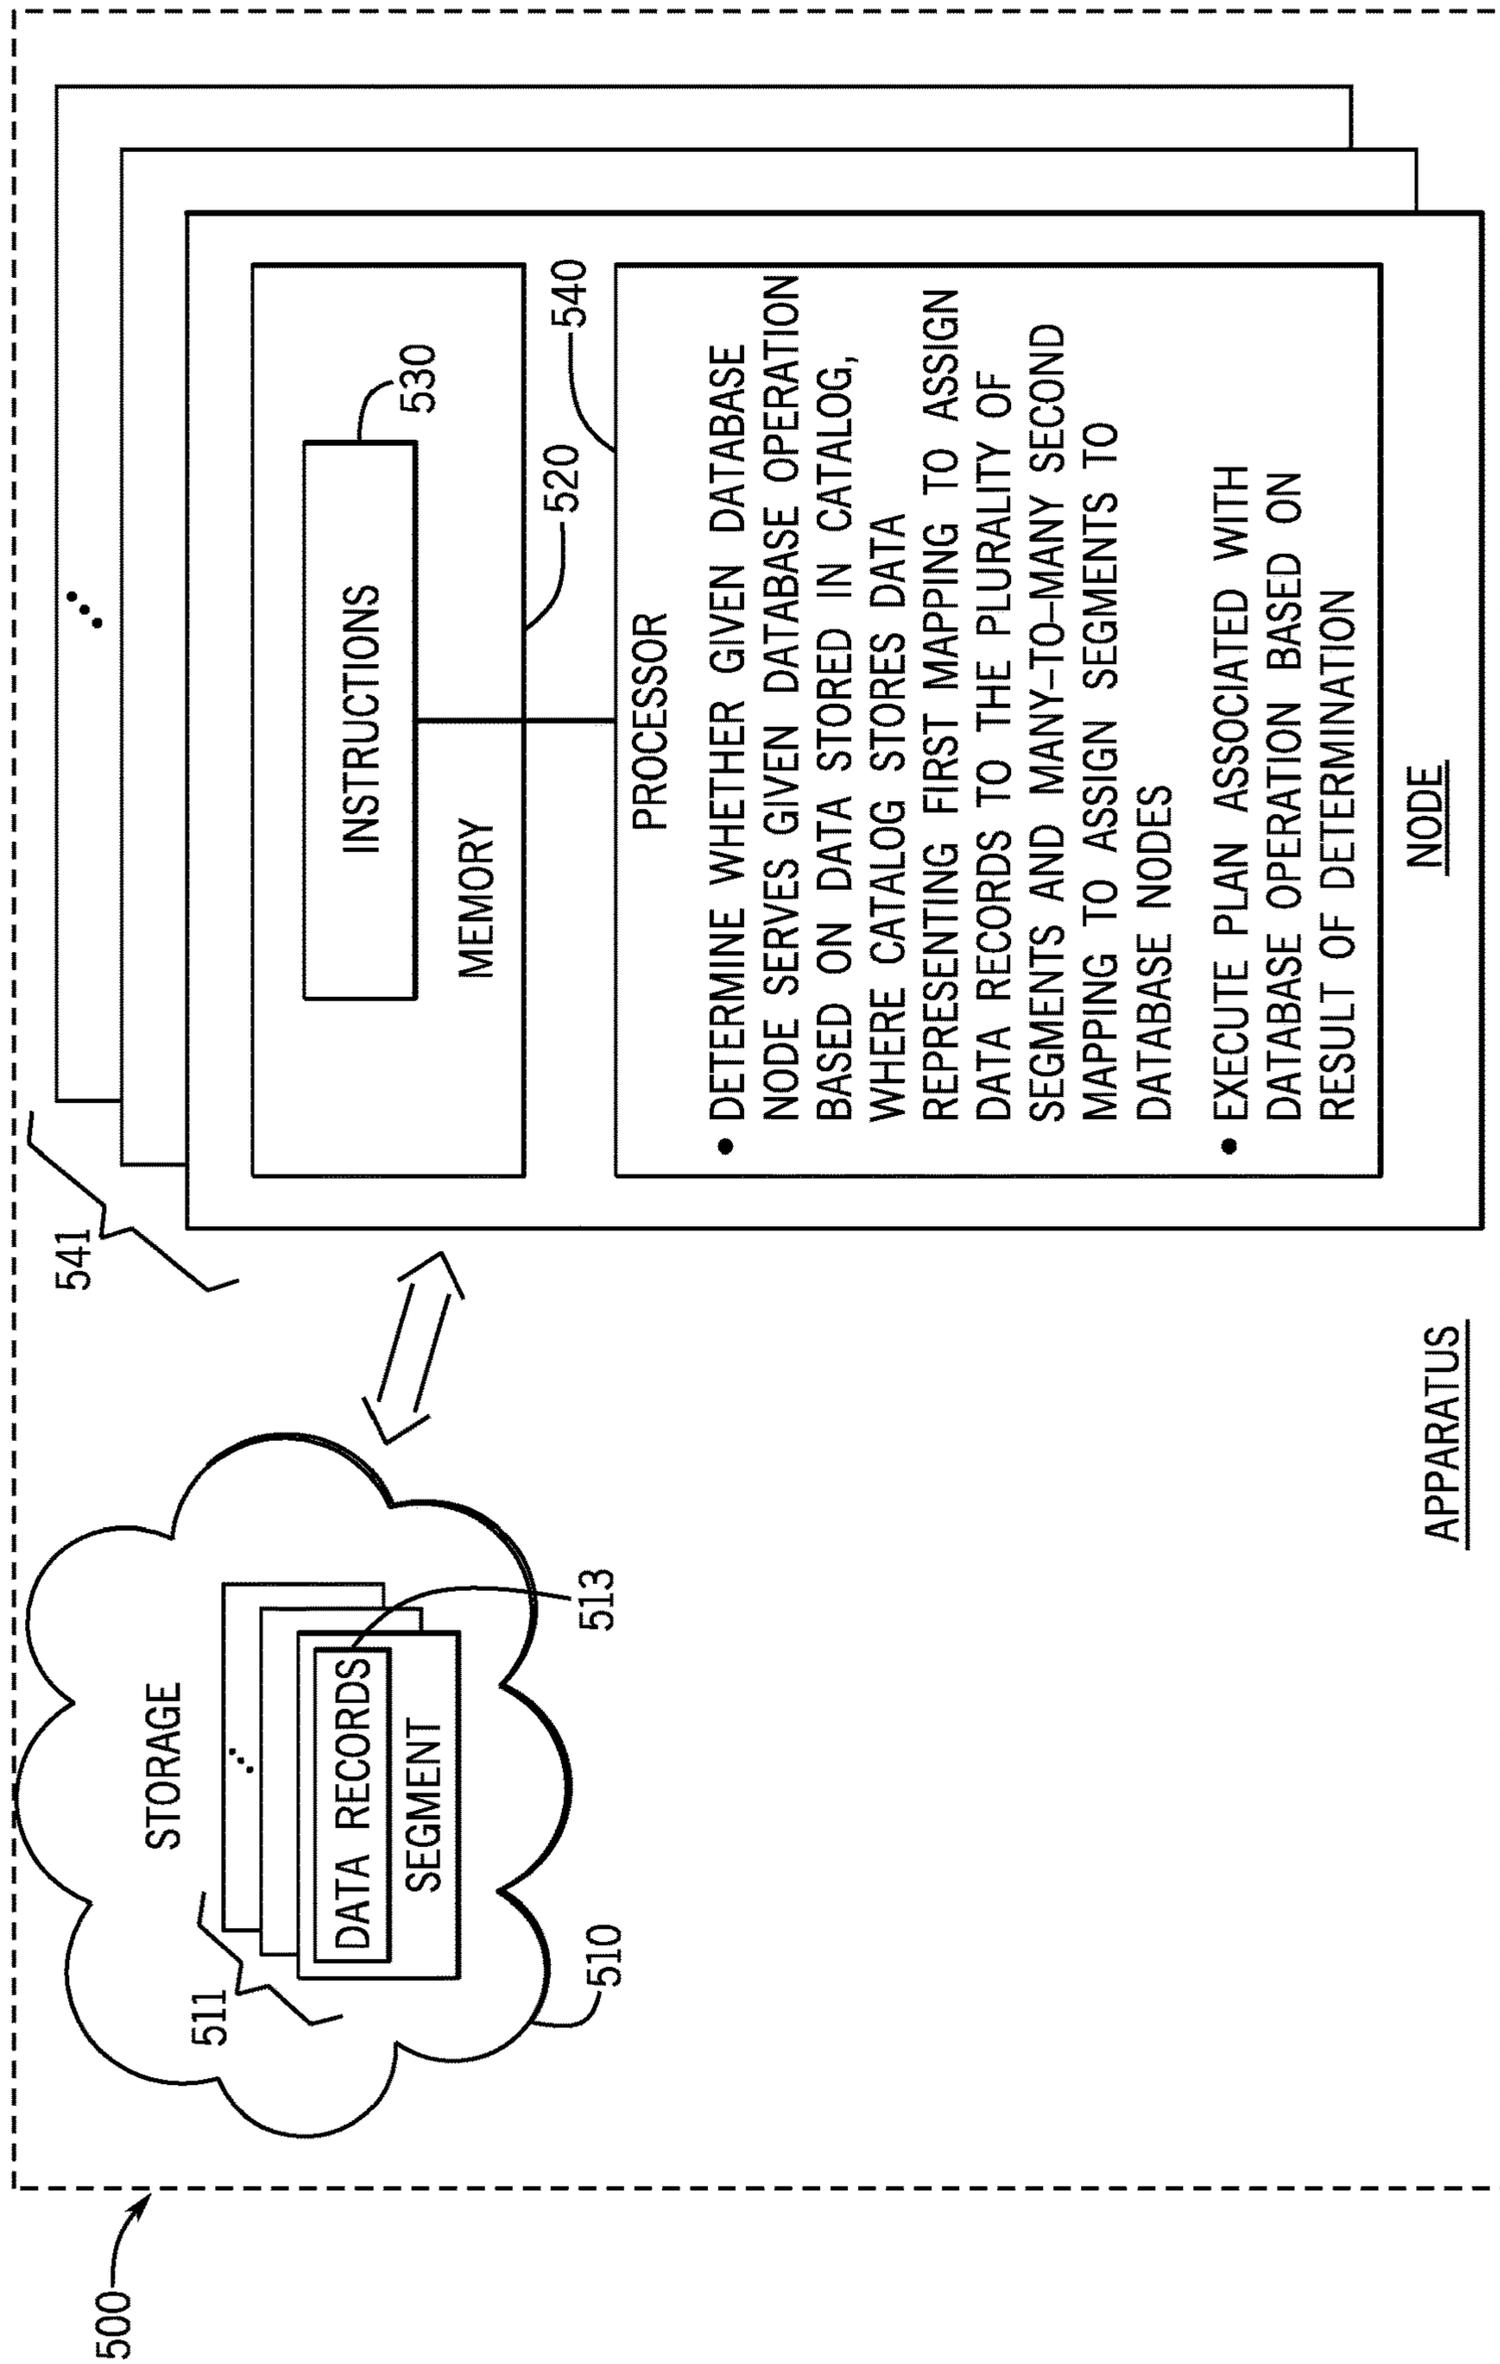 500
STORAGE
511
DATA RECORDS
SEGMENT
513
510
541
INSTRUCTIONS
530
MEMORY
520
540
PROCESSOR
• DETERMINE WHETHER GIVEN DATABASE
NODE SERVES GIVEN DATABASE OPERATION
BASED ON DATA STORED IN CATALOG,
WHERE CATALOG STORES DATA
REPRESENTING FIRST MAPPING TO ASSIGN
DATA RECORDS TO THE PLURALITY OF
SEGMENTS AND MANY-TO-MANY SECOND
MAPPING TO ASSIGN SEGMENTS TO
DATABASE NODES
• EXECUTE PLAN ASSOCIATED WITH
DATABASE OPERATION BASED ON
RESULT OF DETERMINATION
NODE
APPARATUS